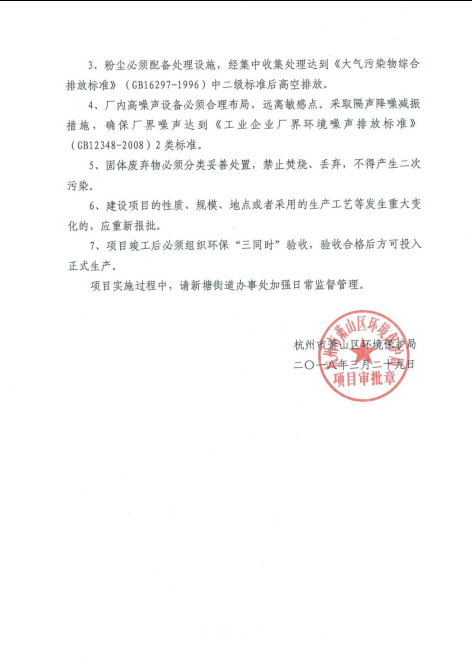 3、粉尘必须配备处理设施，经集中收集处理达到《大气污染物综合
排放标准》（GB16297-1996）中二级标准后高空排放。
4、厂内高噪声设备必须合理布局，远离敏感点。采取隔声降噪减振
措施，确保厂界噪声达到《工业企业厂界环境噪声排放标准》
（GB12348-2008）2 类标准。
5、固体废弃物必须分类妥善处置，禁止焚烧、丢弃，不得产生二次
污染。
6、建设项目的性质、规模、地点或者采用的生产工艺等发生重大变
化的，应重新报批。
7、项目竣工后必须组织环保“三同时”验收，验收合格后方可投入
正式生产。
项目实施过程中，请新塘街道办事处加强日常监督管理。
杭州市萧山区环境保护局
二〇一八年三月二十九日
杭州市萧山区环境保护局
项目审批章